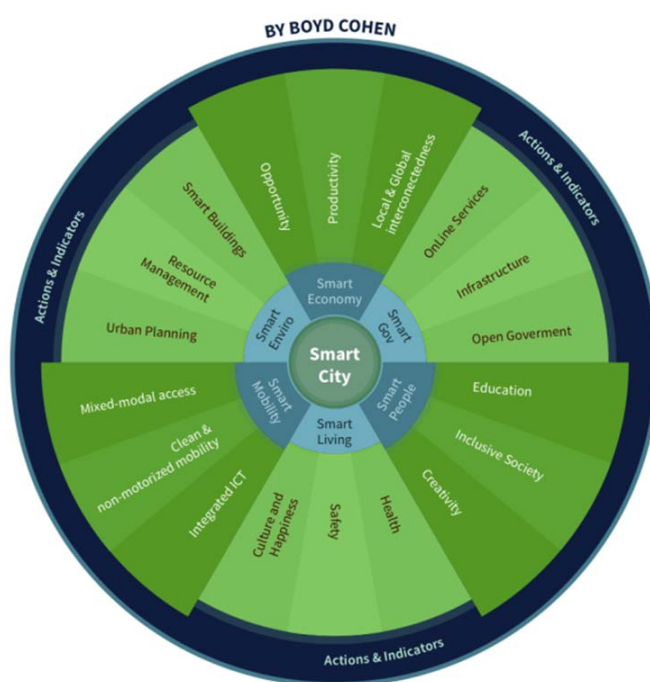 BY BOYD COHEN
Actions & Indicators
Opportunity
Productivity
Local & Global
interconectedness
Actions & Indicators
Smart Buildings
Resource
Management
Urban Planning
OnLine Services
Infrastructure
Open Goverment
Smart
Economy
Smart
Enviro
Smart
Gov
Smart
City
Smart
Mobility
Smart
Living
Smart
People
Mixed-modal access
Clean &
non-motorized mobility
Integrated ICT
Culture and
Happiness
Safety
Health
Education
Inclusive Society
Creativity
Actions & Indicators